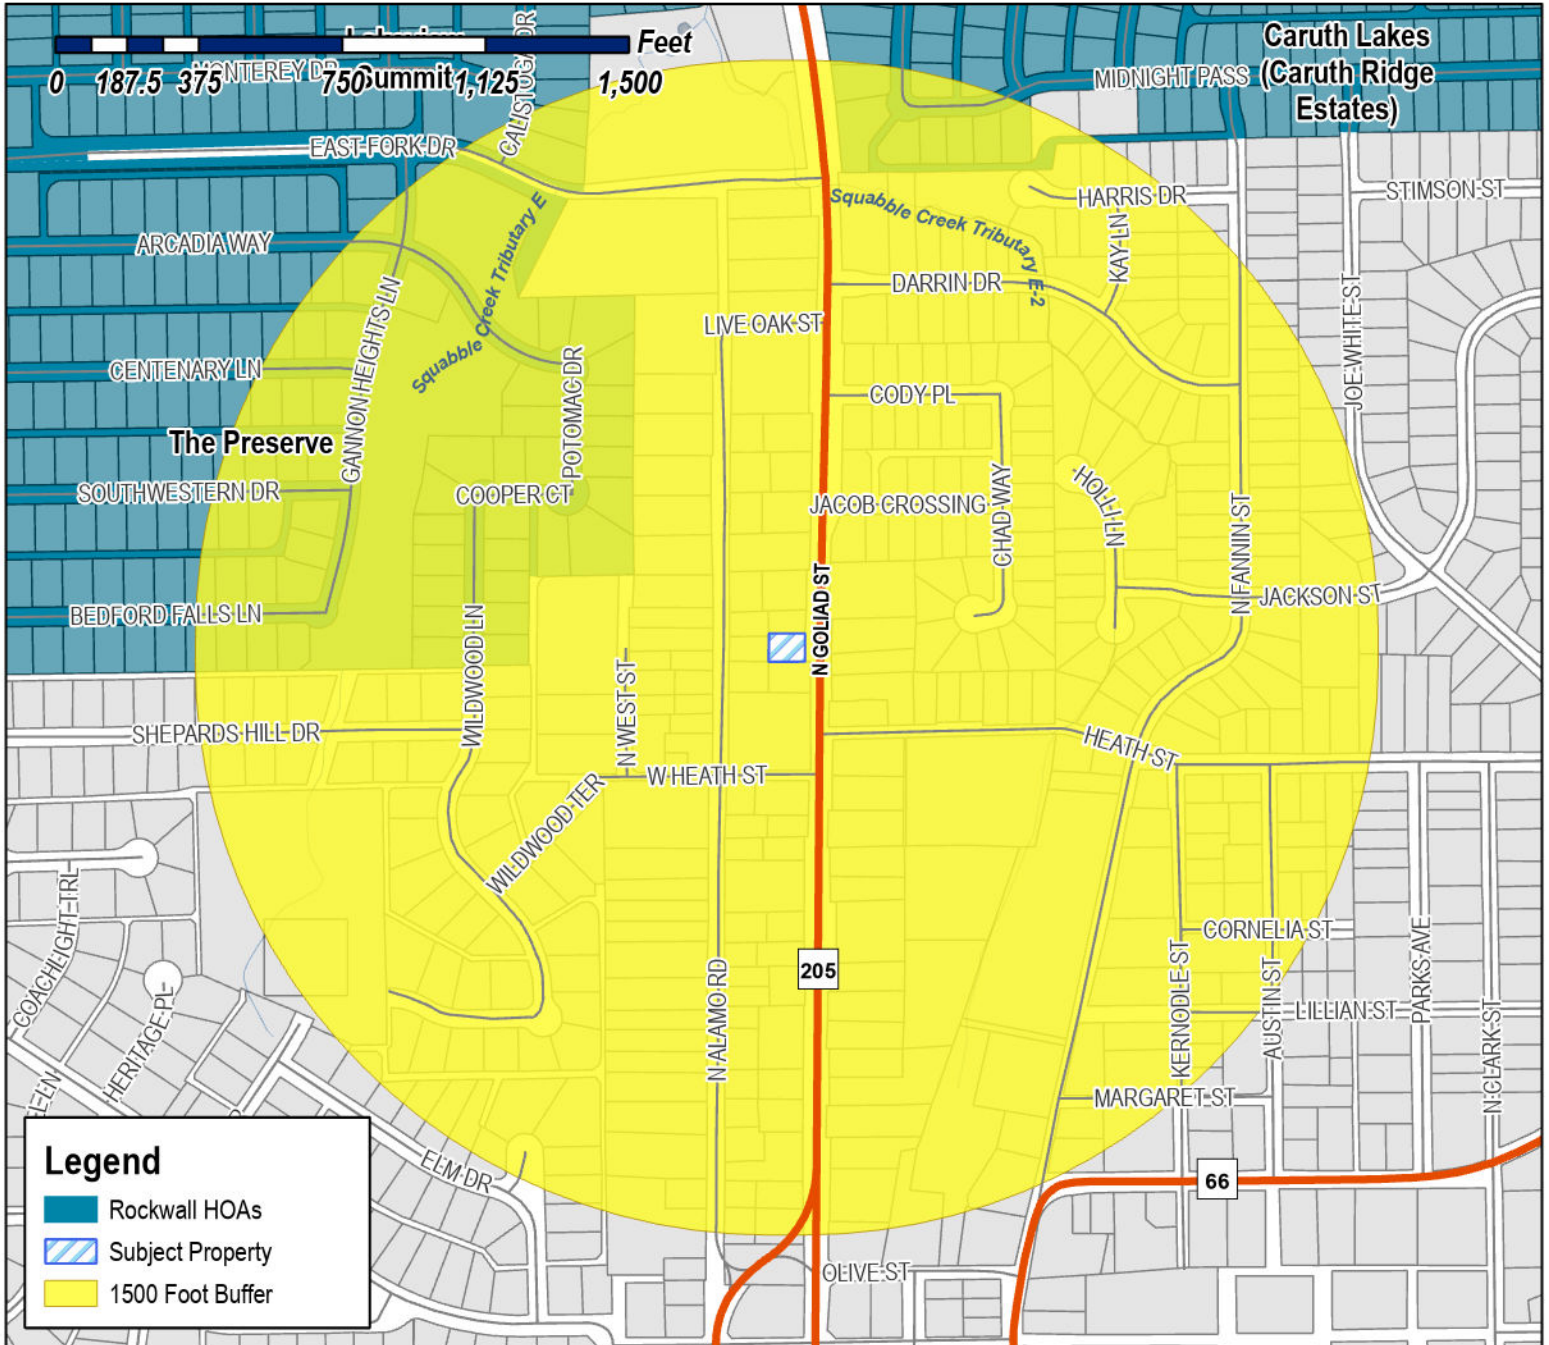 Lakeview
Summit
Feet
0 187.5 375 750 1,125 1,500
MONTEREY DR
CALISTOGA DR
Caruth Lakes
(Caruth Ridge
Estates)
MIDNIGHT PASS
EAST FORK DR
Squabble Creek Tributary E
Squabble Creek Tributary E-2
HARRIS DR
STIMSON ST
KAY LN
ARCADIA WAY
DARRIN DR
LIVE OAK ST
GANNON HEIGHTS LN
JOE WHITE ST
CENTENARY LN
POTOMAC DR
CODY PL
The Preserve
SOUTHWESTERN DR
COOPER CT
JACOB CROSSING
CHAD WAY
HOLLI LN
N FANNIN ST
BEDFORD FALLS LN
WILDWOOD LN
N GOLIAD ST
JACKSON ST
N WEST ST
SHEPARDS HILL DR
HEATH ST
W HEATH ST
WILDWOOD TER
COACHLIGHT TRL
HERITAGE PL
205
N ALAMO RD
CORNELIA ST
KERNODLE ST
AUSTIN ST
LILLIAN ST
PARKS AVE
N CLARK ST
MARGARET ST
ELM DR
66
OLIVE ST
Legend
Rockwall HOAs
Subject Property
1500 Foot Buffer